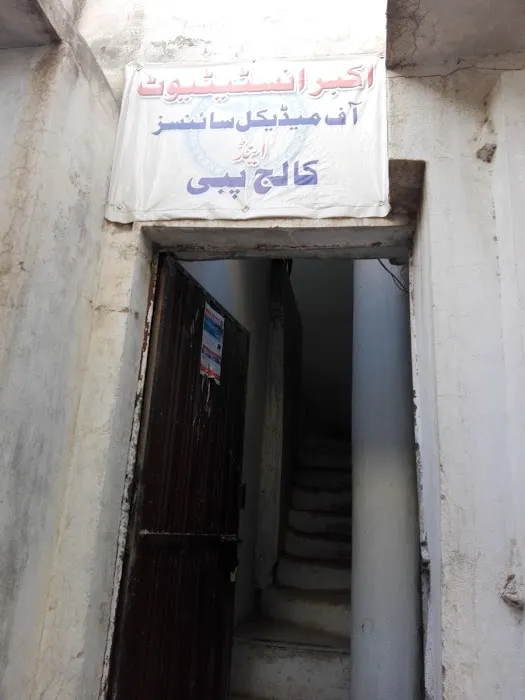 اکبر انسٹیٹیوٹ
آف میڈیکل سائنسز
اینڈ
کالج پبی